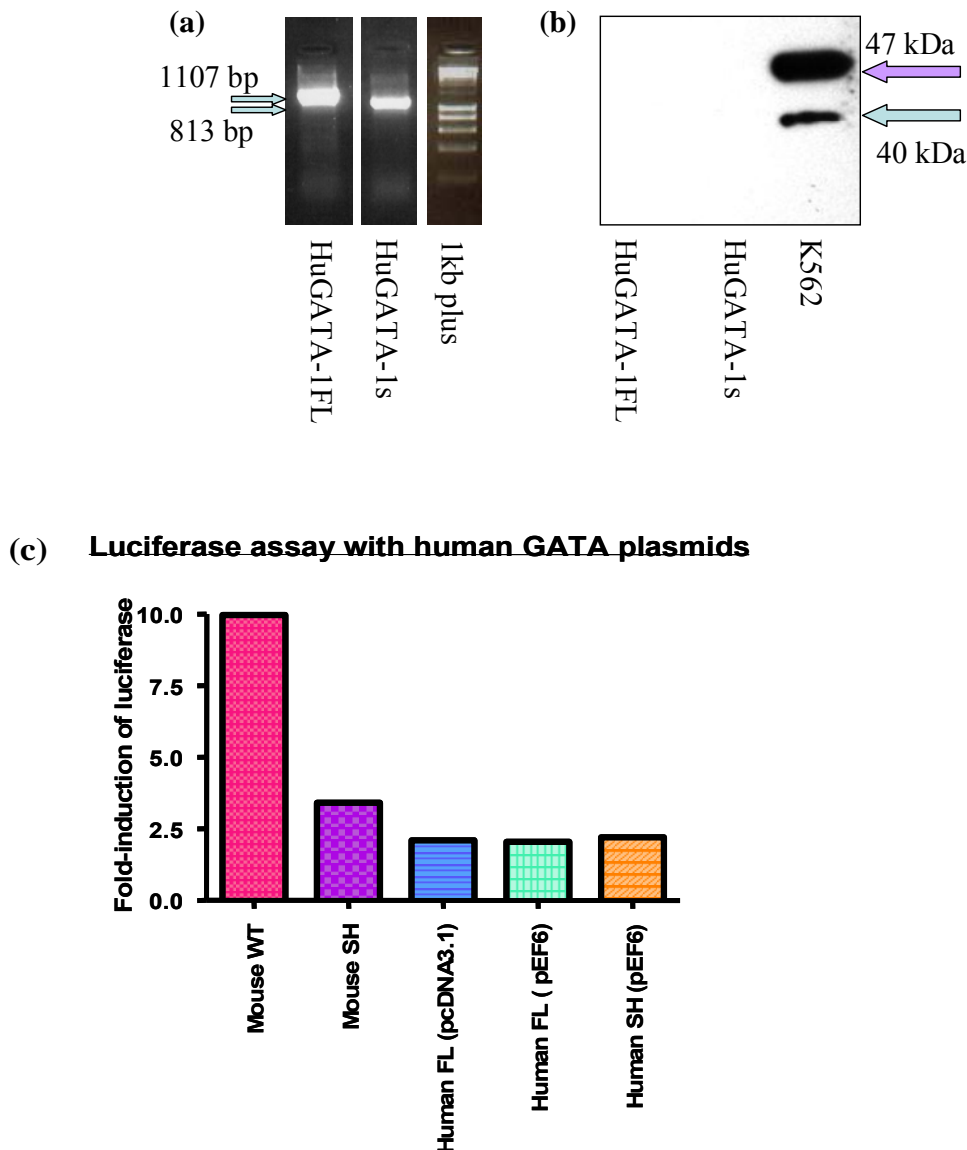 (a)
1107 bp
813 bp
HuGATA-1FL
HuGATA-1s
1kb plus
(b)
47 kDa
40 kDa
HuGATA-1FL
HuGATA-1s
K562
(c)
Luciferase assay with human GATA plasmids
Fold-induction of luciferase
10.0
7.5
5.0
2.5
0.0
Mouse WT
Mouse SH
Human FL (pcDNA3.1)
Human FL ( pEF6)
Human SH (pEF6)